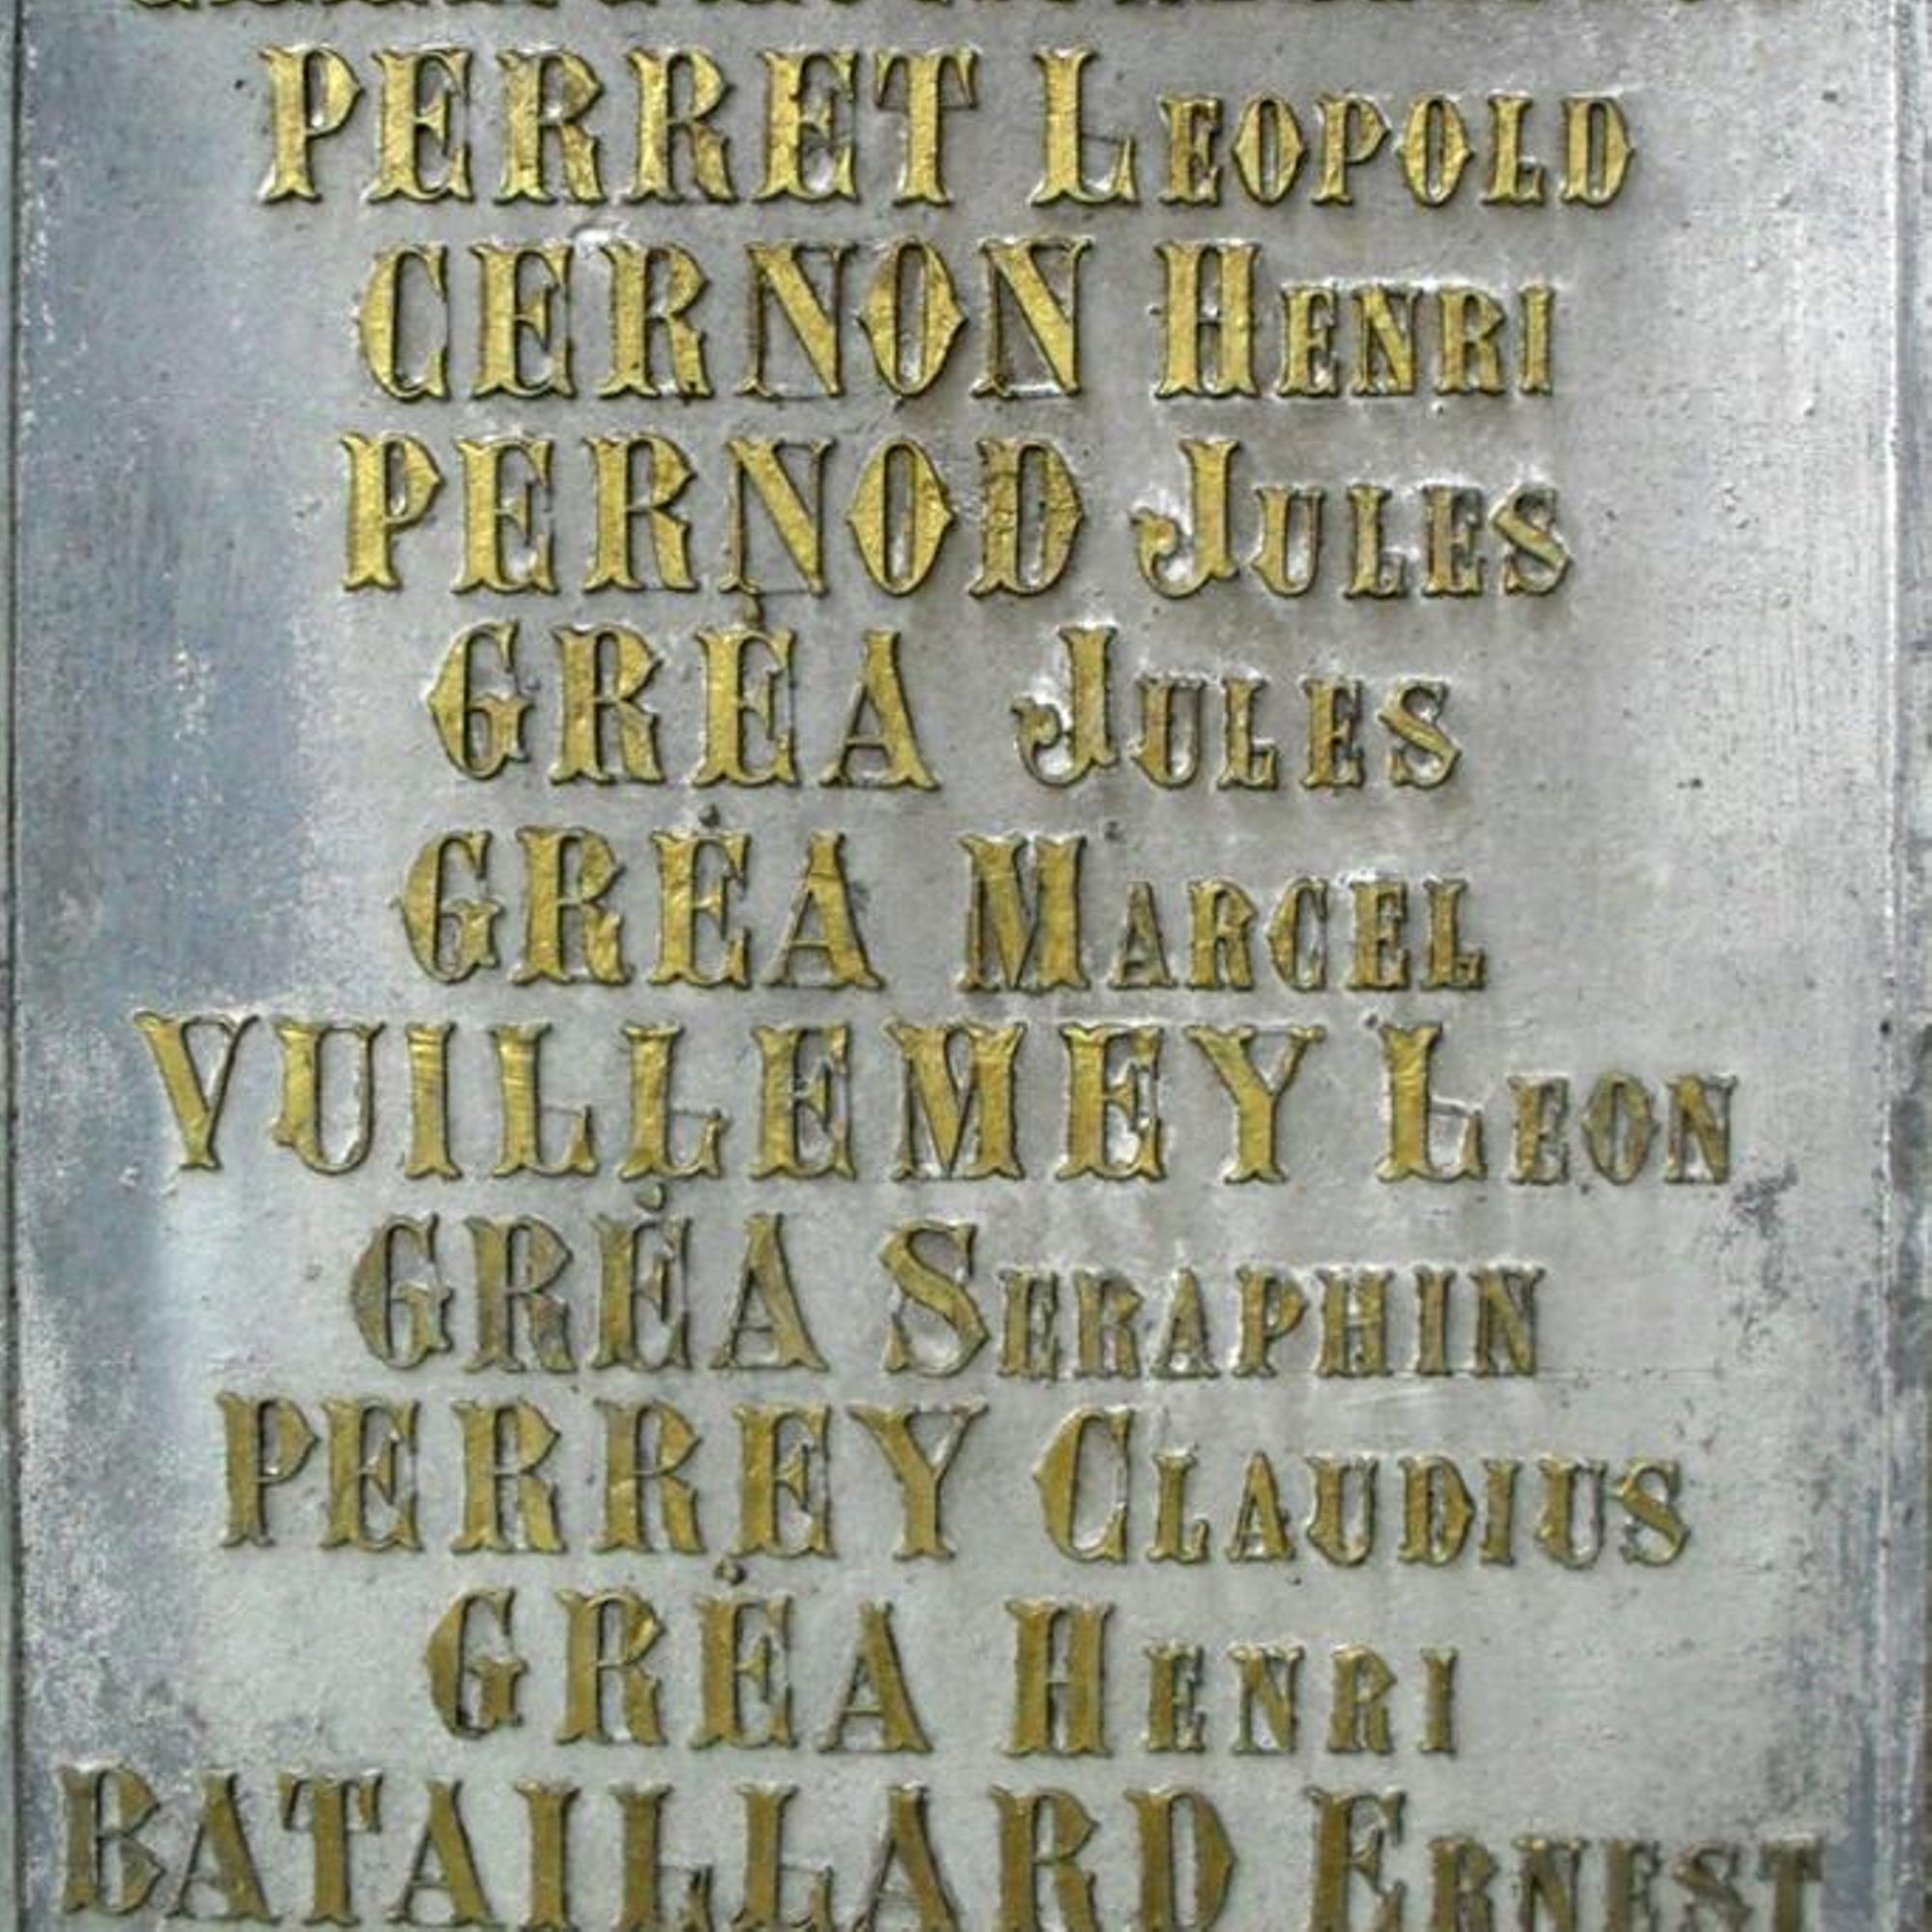 PERRET LEOPOLD
CERNON HENRI
PERNOD JULES
GRÉA JULES
GRÉA MARCEL
VUILLEMEY LEON
GRÉA SERAPHIN
PERREY CLAUDIUS
GRÉA HENRI
BATAILLARD ERNEST